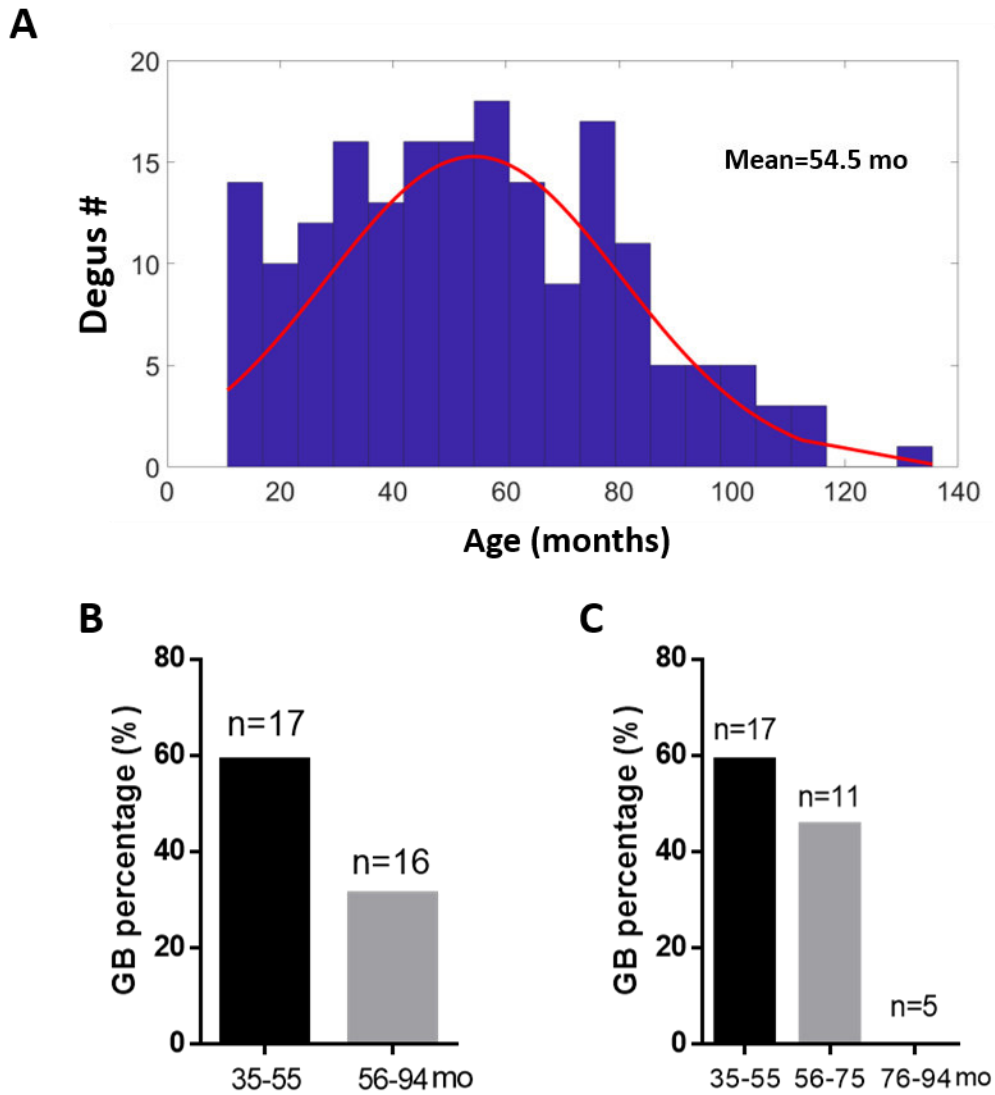 A
20
15
10
5
0
Degus #
Mean=54.5 mo
0 20 40 60 80 100 120 140
Age (months)
B
80
60
40
20
0
GB percentage (%)
n=17
n=16
35-55 56-94 mo
C
80
60
40
20
0
GB percentage (%)
n=17
n=11
n=5
35-55 56-75 76-94 mo